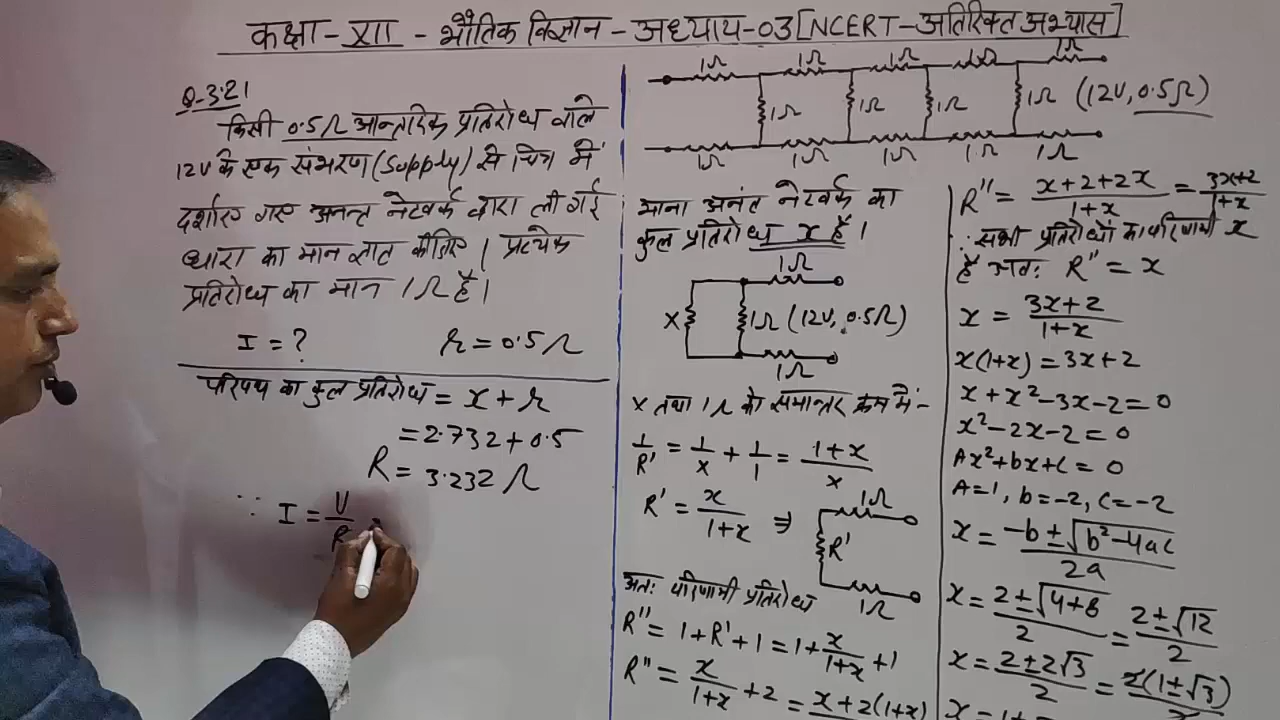 कक्षा - XII - भौतिक विज्ञान - अध्याय-03 [NCERT-अतिरिक्त अभ्यास]
Q-3.21
किसी 0.5Ω आन्तरिक प्रतिरोध वाले
12V के एक संभरण (Supply) से चित्र में
दर्शाए गए अनन्त नेटवर्क द्वारा ली गई
धारा का मान ज्ञात कीजिए। प्रत्येक
प्रतिरोध का मान 1Ω है।
I = ? r = 0.5Ω
परिपथ का कुल प्रतिरोध = x + r
= 2.732 + 0.5
R = 3.232 Ω
∵ I = V/R
1Ω 1Ω 1Ω 1Ω 1Ω
1Ω 1Ω 1Ω 1Ω (12V, 0.5Ω)
1Ω 1Ω 1Ω 1Ω 1Ω
माना अनंत नेटवर्क का
कुल प्रतिरोध x है।
1Ω
x 1Ω (12V, 0.5Ω)
1Ω
x तथा 1Ω के समान्तर क्रम में -
1/R' = 1/x + 1/1 = (1+x)/x
R' = x/(1+x) ⇒
1Ω
R'
1Ω
अतः परिणामी प्रतिरोध
R'' = 1 + R' + 1 = 1 + x/(1+x) + 1
R'' = x/(1+x) + 2 = x+2(1+x)
R'' = (x+2+2x)/(1+x) = (3x+2)/(1+x)
∵ सभी प्रतिरोधों का परिणामी x
है अतः R'' = x
x = (3x+2)/(1+x)
x(1+x) = 3x+2
x + x² - 3x - 2 = 0
x² - 2x - 2 = 0
Ax² + bx + c = 0
A=1, b=-2, c=-2
x = (-b ± √(b²-4ac))/2a
x = (2 ± √(4+8))/2 = (2 ± √12)/2
x = (2 ± 2√3)/2 = 2(1 ± √3)/2